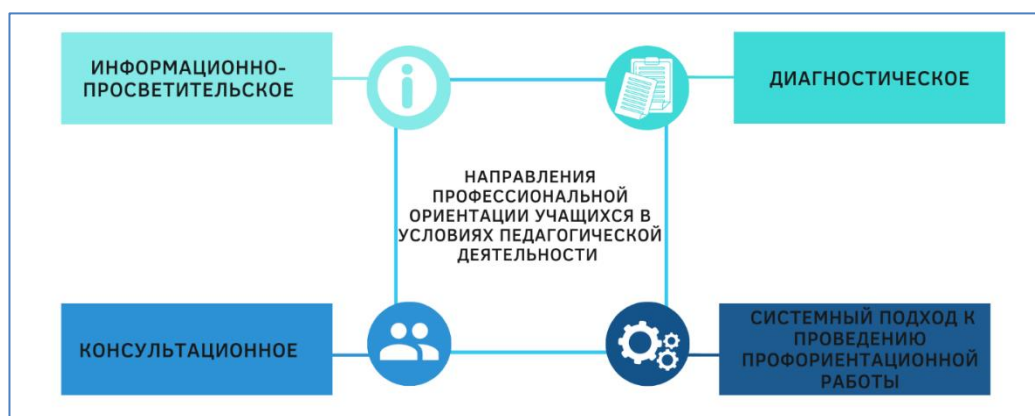 ИНФОРМАЦИОННО-
ПРОСВЕТИТЕЛЬСКОЕ
ДИАГНОСТИЧЕСКОЕ
НАПРАВЛЕНИЯ
ПРОФЕССИОНАЛЬНОЙ
ОРИЕНТАЦИИ УЧАЩИХСЯ В
УСЛОВИЯХ ПЕДАГОГИЧЕСКОЙ
ДЕЯТЕЛЬНОСТИ
КОНСУЛЬТАЦИОННОЕ
СИСТЕМНЫЙ ПОДХОД К
ПРОВЕДЕНИЮ
ПРОФОРИЕНТАЦИОННОЙ
РАБОТЫ